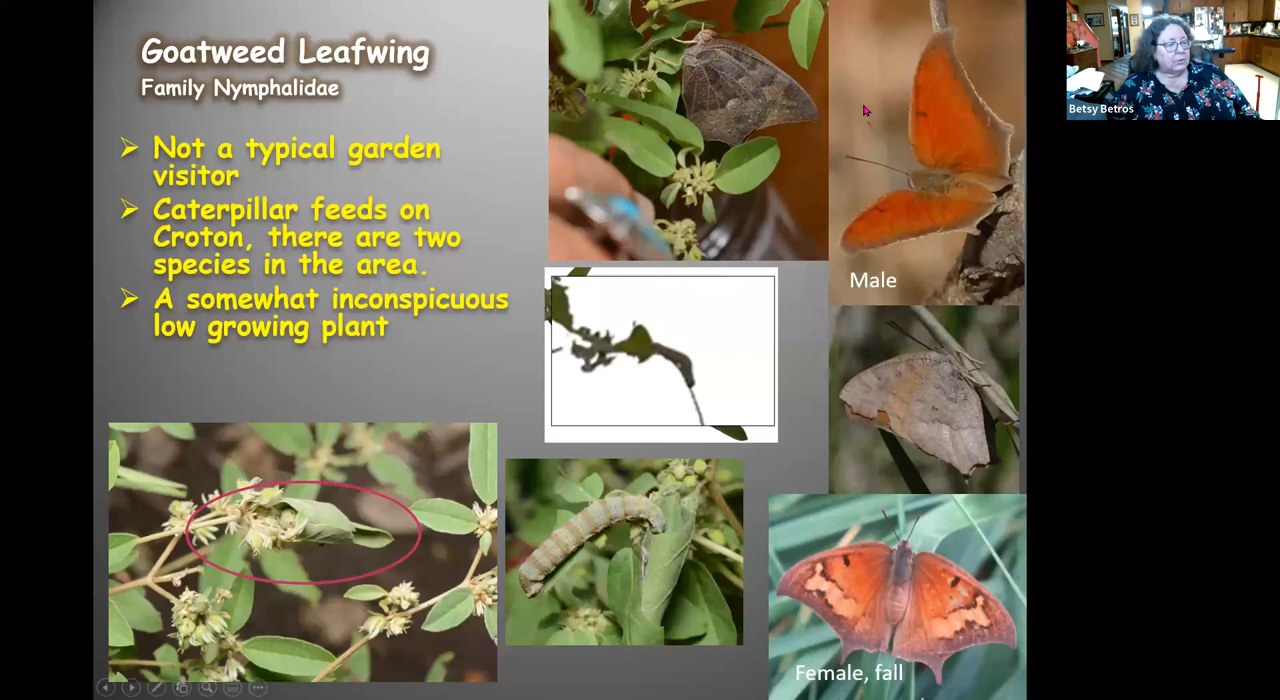 Goatweed Leafwing
Family Nymphalidae
Not a typical garden
visitor
Caterpillar feeds on
Croton, there are two
species in the area.
A somewhat inconspicuous
low growing plant
Male
Female, fall
Betsy Betros